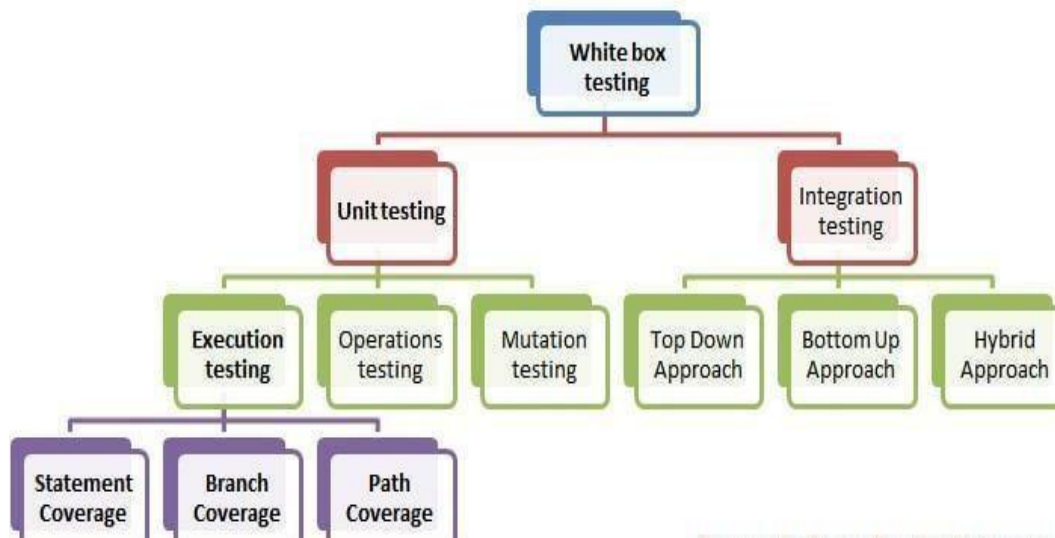 White box
testing
Unit testing
Integration
testing
Execution
testing
Operations
testing
Mutation
testing
Top Down
Approach
Bottom Up
Approach
Hybrid
Approach
Statement
Coverage
Branch
Coverage
Path
Coverage